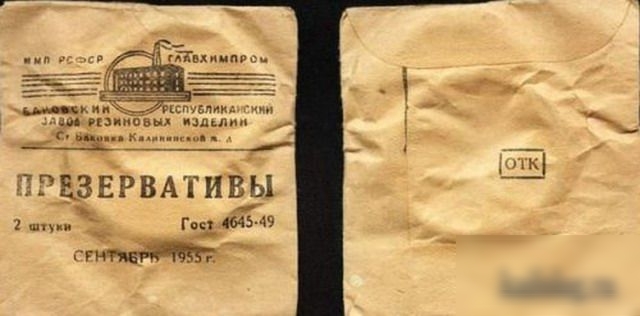 ММП РСФСР ГЛАВХИМПРОМ
БАКОВСКИЙ РЕСПУБЛИКАНСКИЙ
ЗАВОД РЕЗИНОВЫХ ИЗДЕЛИЙ
Ст Баковка Калининской ж. д
ПРЕЗЕРВАТИВЫ
2 штуки Гост 4645-49
СЕНТЯБРЬ 1955 г.
ОТК